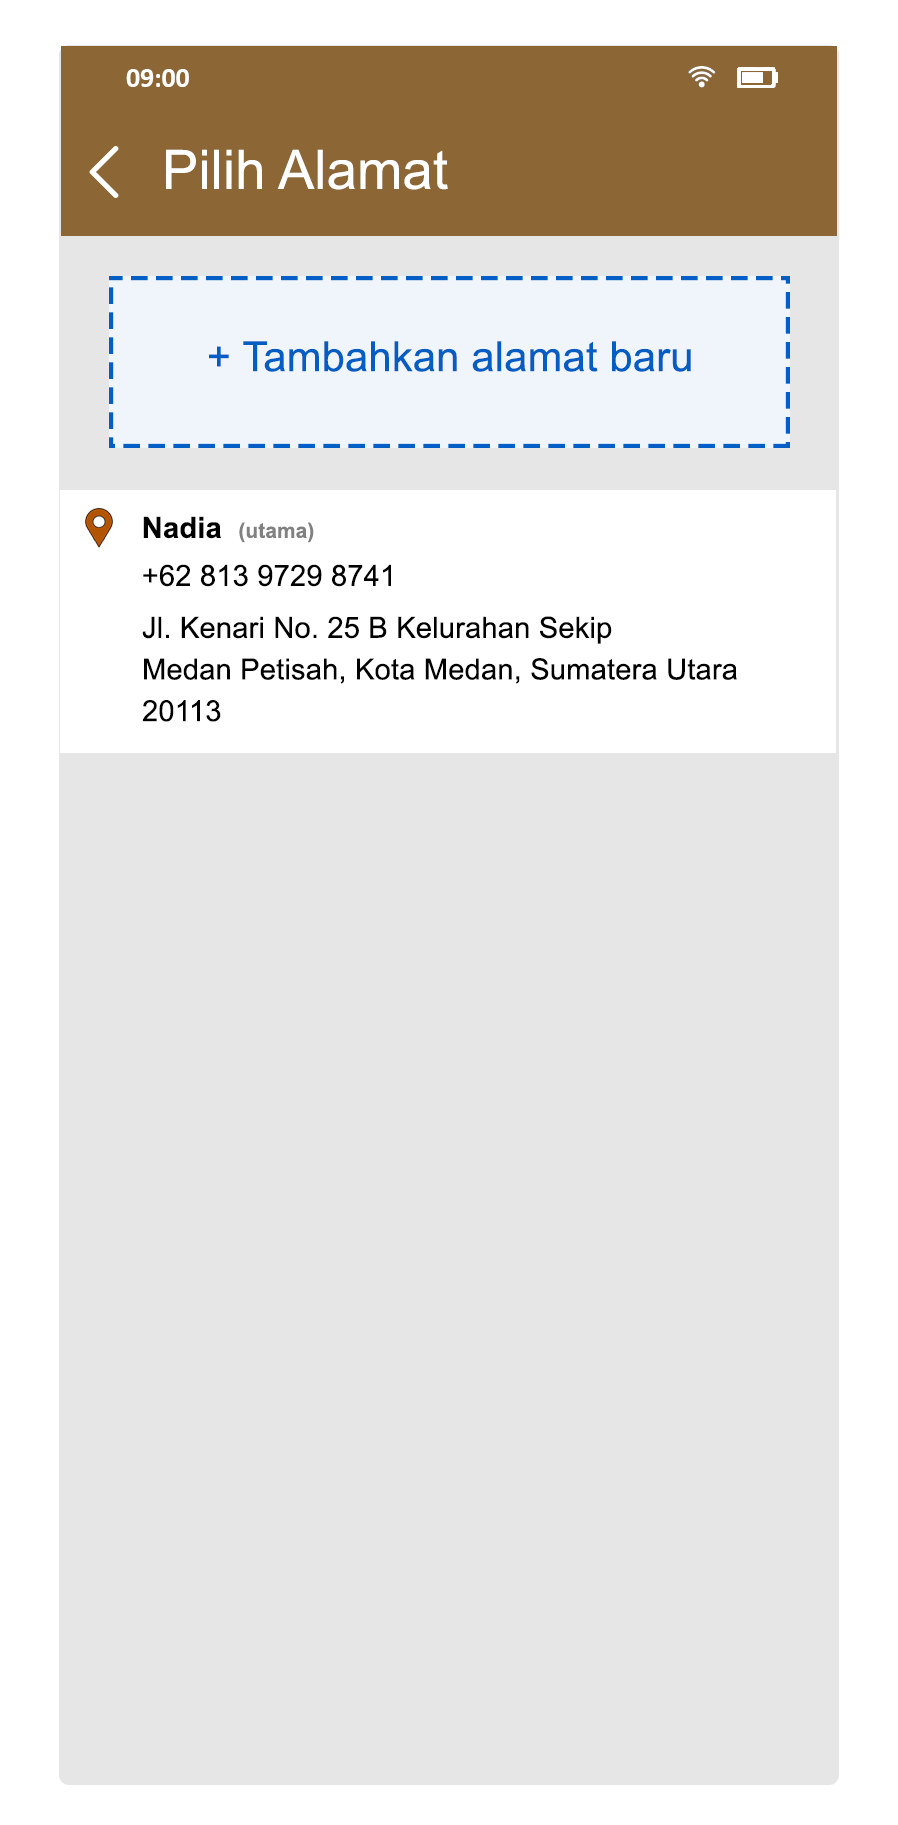 09:00
Pilih Alamat
+ Tambahkan alamat baru
Nadia (utama)
+62 813 9729 8741
Jl. Kenari No. 25 B Kelurahan Sekip
Medan Petisah, Kota Medan, Sumatera Utara
20113